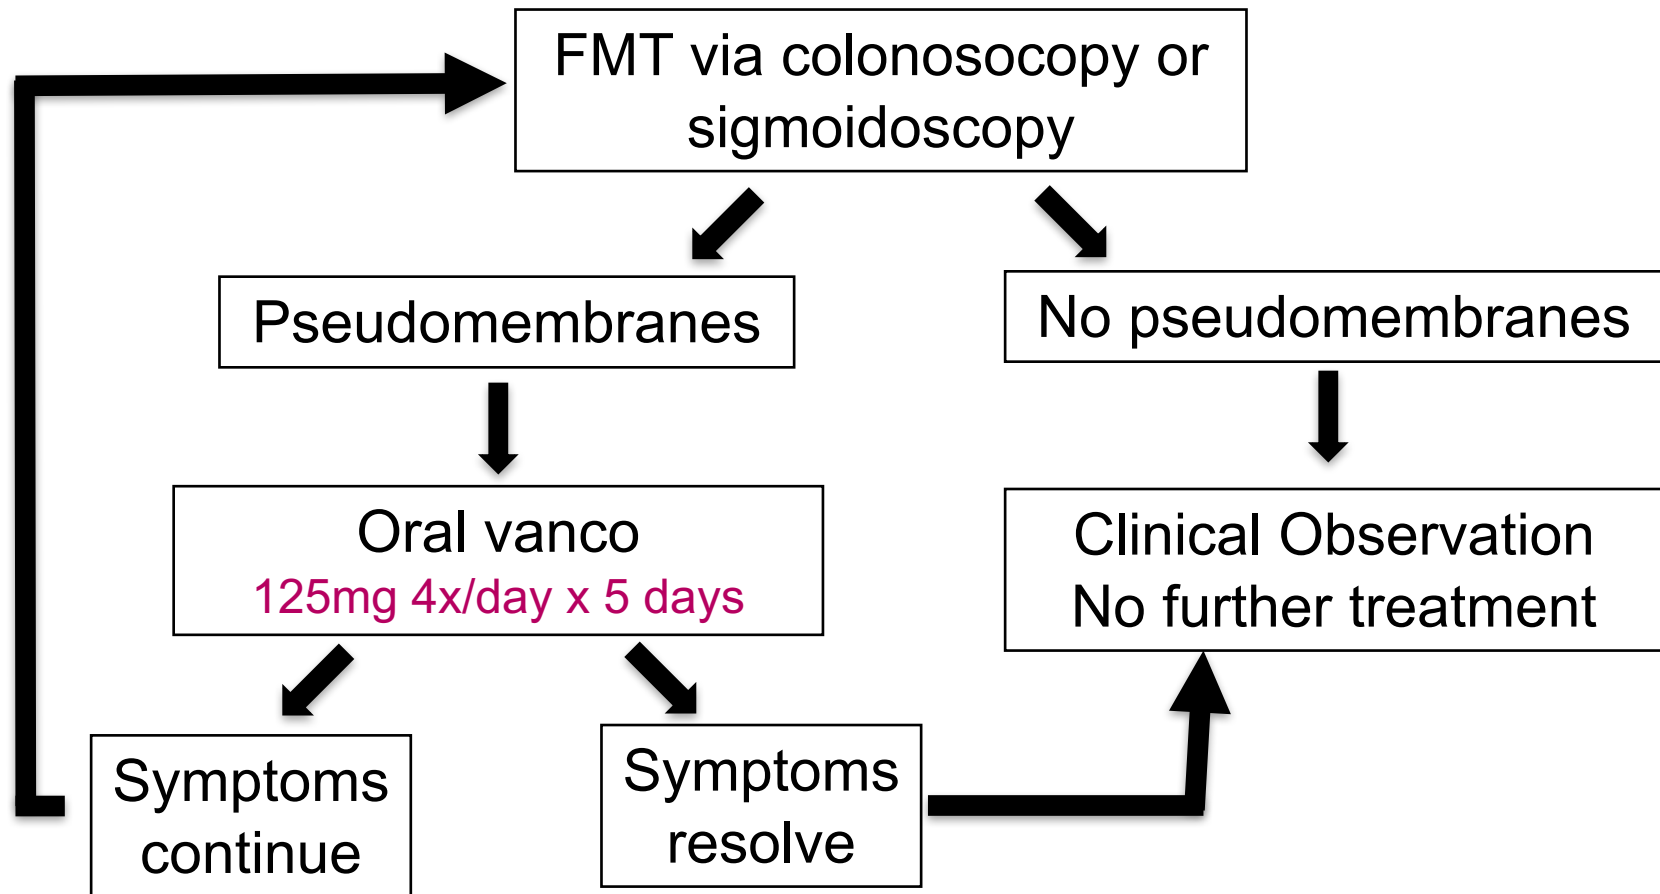 FMT via colonosocopy or
sigmoidoscopy
Pseudomembranes
No pseudomembranes
Oral vanco
125mg 4x/day x 5 days
Clinical Observation
No further treatment
Symptoms
continue
Symptoms
resolve